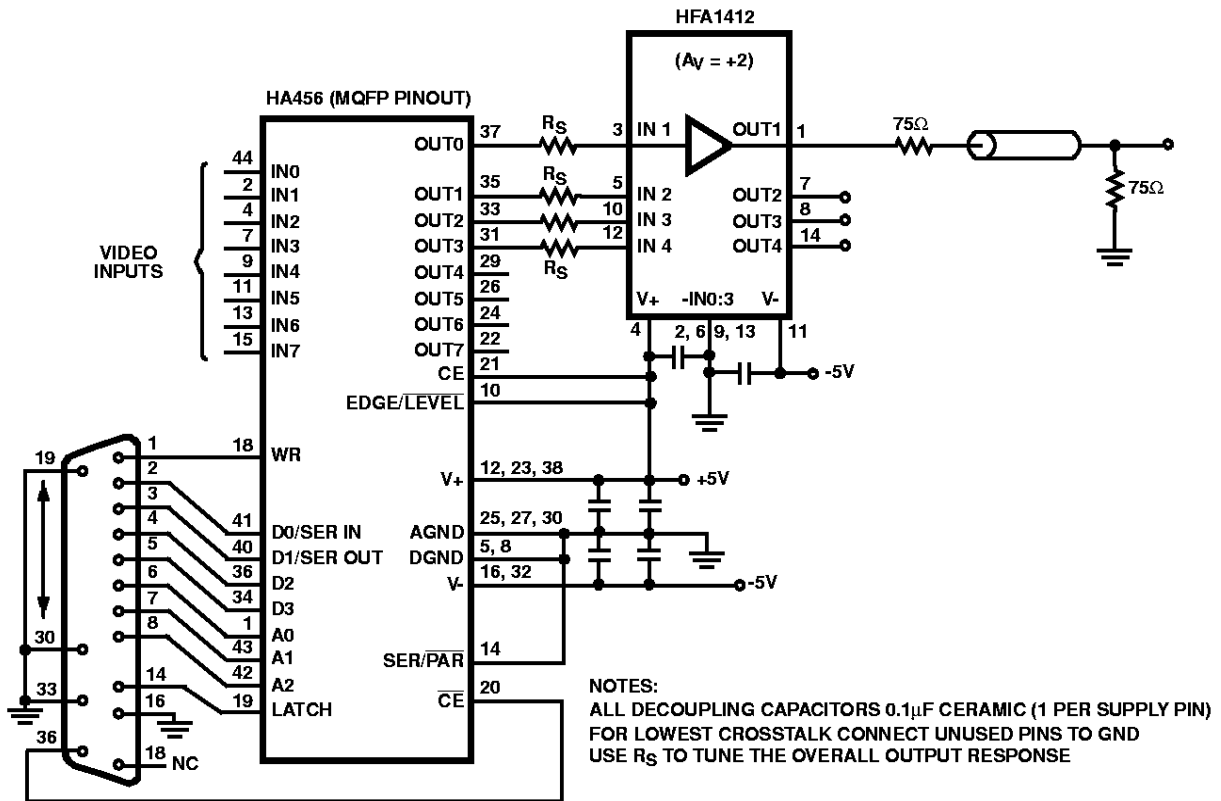 HFA1412
(AV = +2)
HA456 (MQFP PINOUT)
44 IN0
2 IN1
4 IN2
7 IN3
9 IN4
11 IN5
13 IN6
15 IN7
VIDEO
INPUTS
OUT0 37
OUT1 35
OUT2 33
OUT3 31
OUT4 29
OUT5 26
OUT6 24
OUT7 22
CE 21
EDGE/LEVEL 10
RS
RS
RS
3 IN 1
5 IN 2
10 IN 3
12 IN 4
OUT1 1
OUT2 7
OUT3 8
OUT4 14
V+ -IN0:3 V-
4 2, 6 9, 13 11
75Ω
75Ω
-5V
18 WR
V+ 12, 23, 38
+5V
AGND 25, 27, 30
DGND 5, 8
V- 16, 32
-5V
41 D0/SER IN
40 D1/SER OUT
36 D2
34 D3
1 A0
43 A1
42 A2
19 LATCH
SER/PAR 14
CE 20
19
30
33
36
1
2
3
4
5
6
7
8
14
16
18 NC
NOTES:
ALL DECOUPLING CAPACITORS 0.1μF CERAMIC (1 PER SUPPLY PIN)
FOR LOWEST CROSSTALK CONNECT UNUSED PINS TO GND
USE RS TO TUNE THE OVERALL OUTPUT RESPONSE